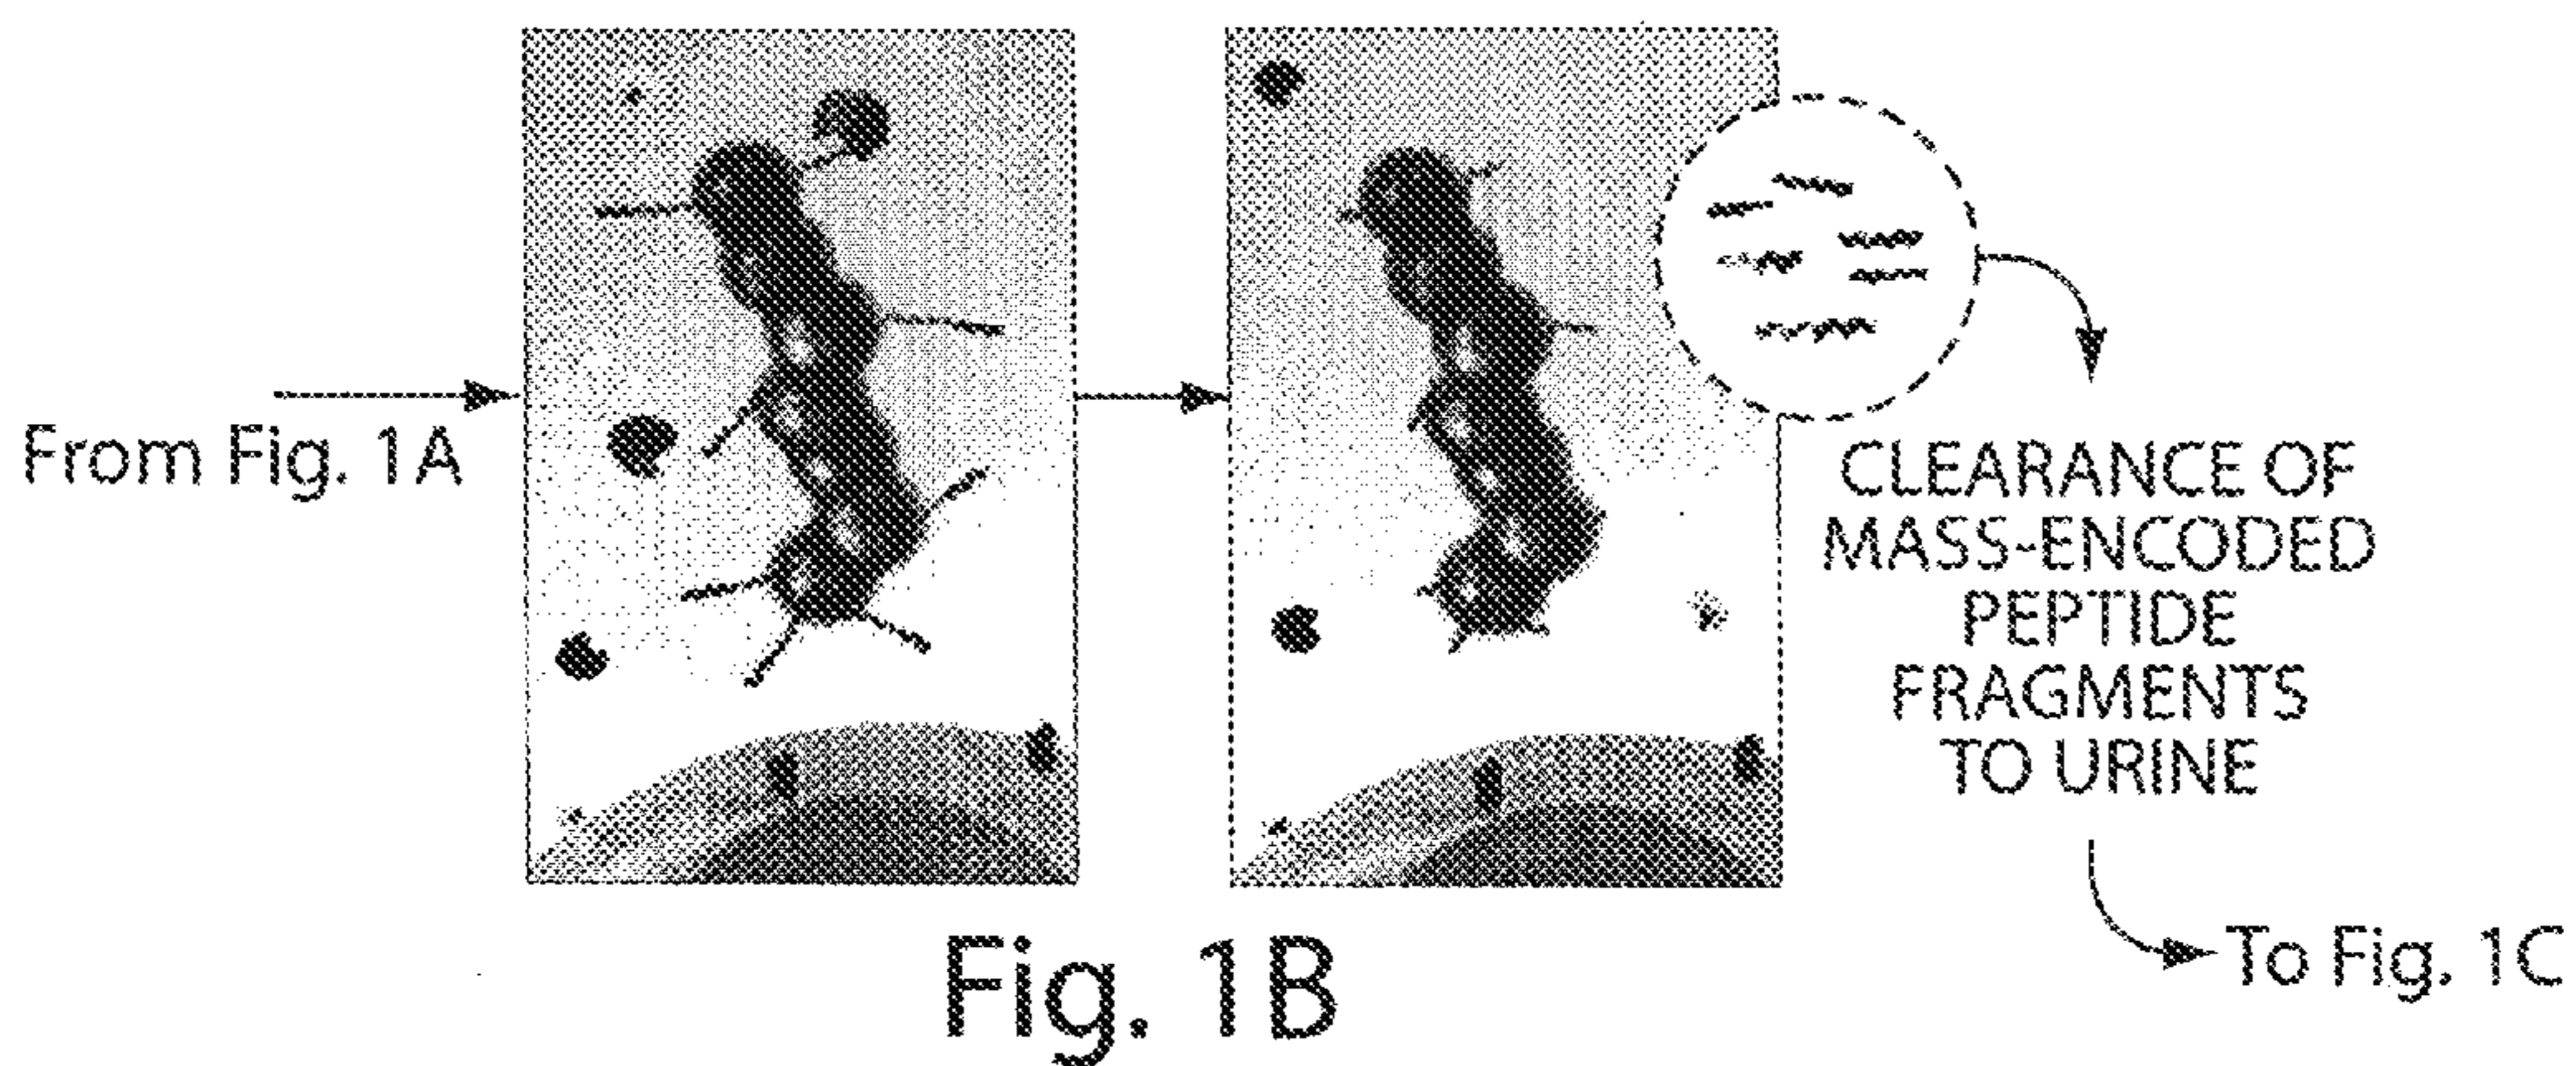 From Fig. 1A
CLEARANCE OF
MASS-ENCODED
PEPTIDE
FRAGMENTS
TO URINE
To Fig. 1C
Fig. 1B